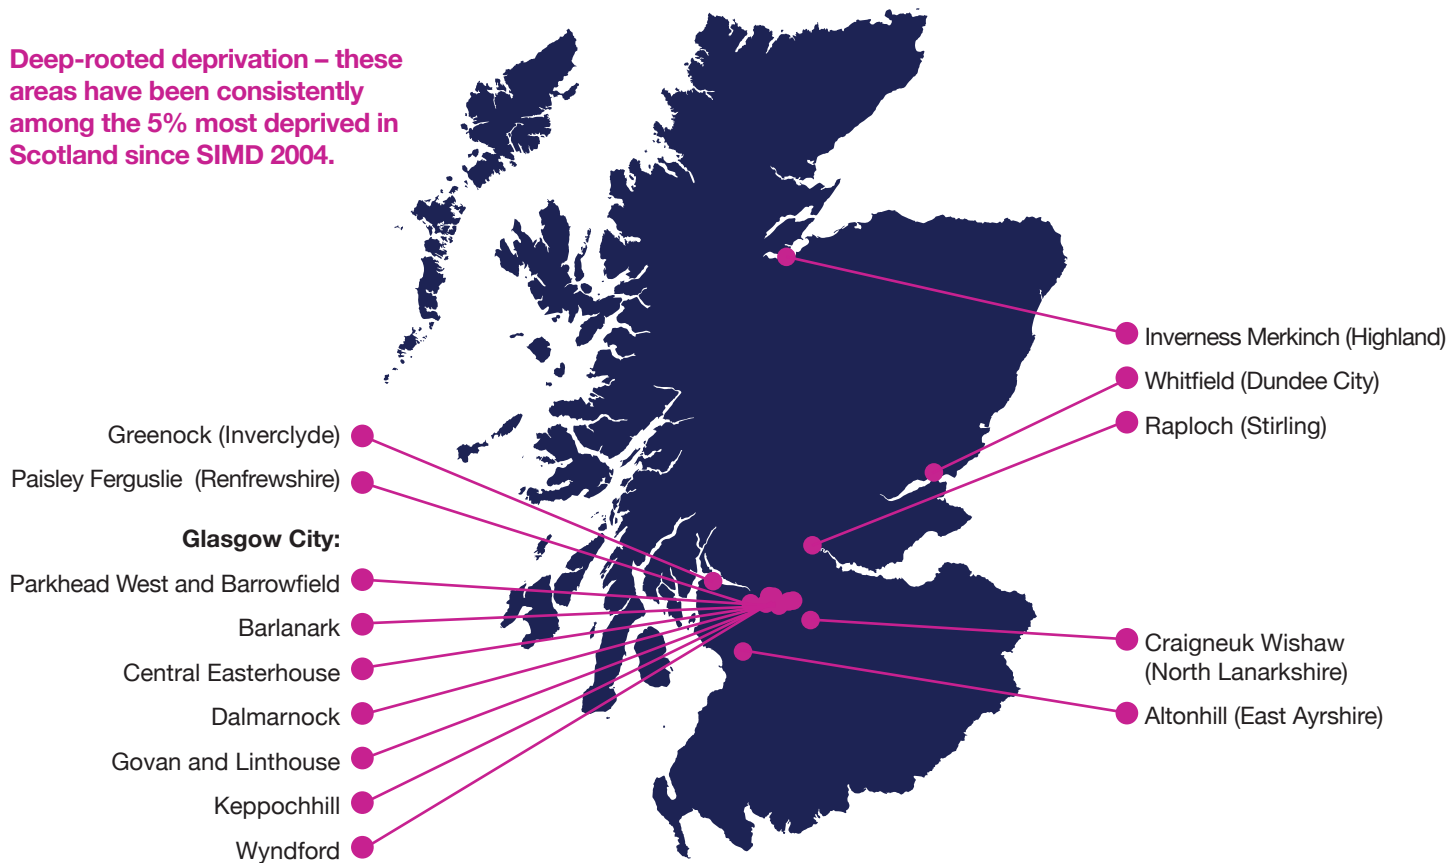 Deep-rooted deprivation – these
areas have been consistently
among the 5% most deprived in
Scotland since SIMD 2004.
Inverness Merkinch (Highland)
Whitfield (Dundee City)
Raploch (Stirling)
Greenock (Inverclyde)
Paisley Ferguslie (Renfrewshire)
Glasgow City:
Parkhead West and Barrowfield
Barlanark
Central Easterhouse
Dalmarnock
Govan and Linthouse
Keppochhill
Wyndford
Craigneuk Wishaw
(North Lanarkshire)
Altonhill (East Ayrshire)